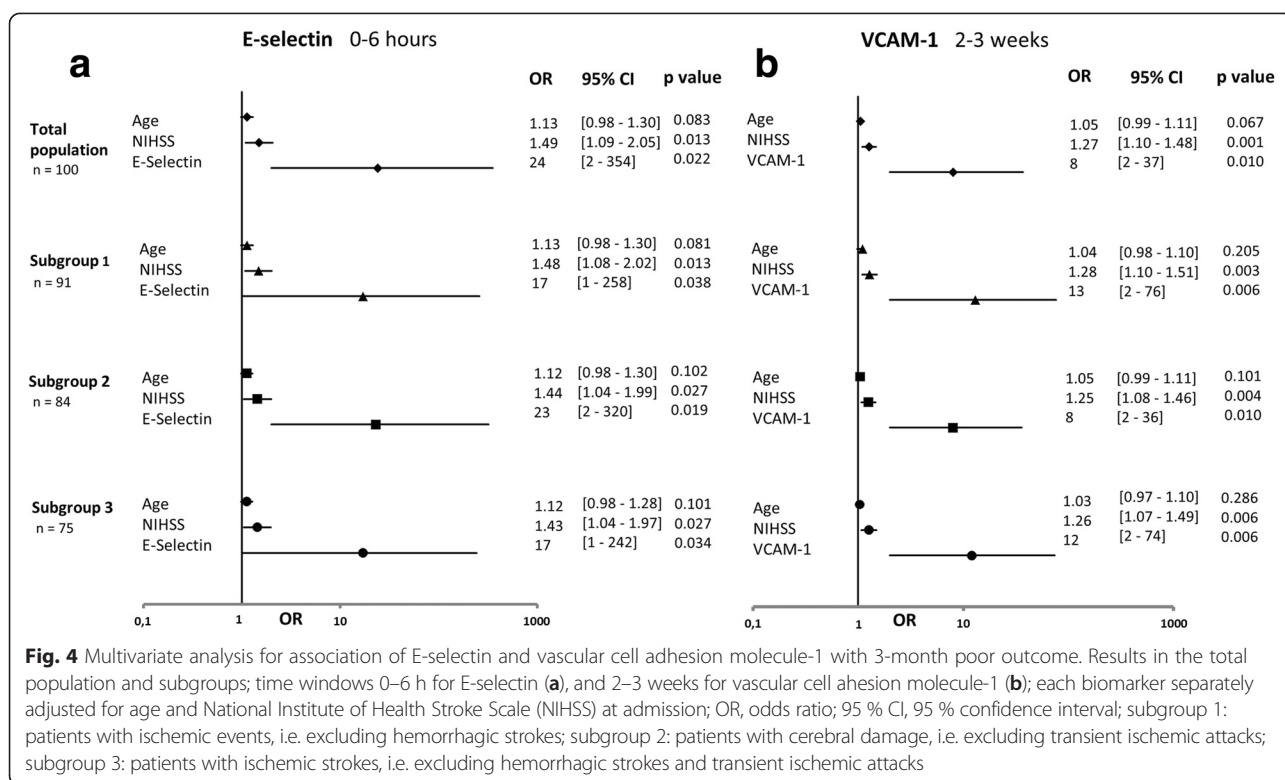 E-selectin 0-6 hours
a
OR 95% CI p value
Total population
n = 100
Age 1.13 [0.98 - 1.30] 0.083
NIHSS 1.49 [1.09 - 2.05] 0.013
E-Selectin 24 [2 - 354] 0.022
Subgroup 1
n = 91
Age 1.13 [0.98 - 1.30] 0.081
NIHSS 1.48 [1.08 - 2.02] 0.013
E-Selectin 17 [1 - 258] 0.038
Subgroup 2
n = 84
Age 1.12 [0.98 - 1.30] 0.102
NIHSS 1.44 [1.04 - 1.99] 0.027
E-Selectin 23 [2 - 320] 0.019
Subgroup 3
n = 75
Age 1.12 [0.98 - 1.28] 0.101
NIHSS 1.43 [1.04 - 1.97] 0.027
E-Selectin 17 [1 - 242] 0.034
0,1 1 OR 10 1000
VCAM-1 2-3 weeks
b
OR 95% CI p value
Age 1.05 [0.99 - 1.11] 0.067
NIHSS 1.27 [1.10 - 1.48] 0.001
VCAM-1 8 [2 - 37] 0.010
Age 1.04 [0.98 - 1.10] 0.205
NIHSS 1.28 [1.10 - 1.51] 0.003
VCAM-1 13 [2 - 76] 0.006
Age 1.05 [0.99 - 1.11] 0.101
NIHSS 1.25 [1.08 - 1.46] 0.004
VCAM-1 8 [2 - 36] 0.010
Age 1.03 [0.97 - 1.10] 0.286
NIHSS 1.26 [1.07 - 1.49] 0.006
VCAM-1 12 [2 - 74] 0.006
0,1 1 OR 10 1000
Fig. 4 Multivariate analysis for association of E-selectin and vascular cell adhesion molecule-1 with 3-month poor outcome. Results in the total
population and subgroups; time windows 0–6 h for E-selectin (a), and 2–3 weeks for vascular cell ahesion molecule-1 (b); each biomarker separately
adjusted for age and National Institute of Health Stroke Scale (NIHSS) at admission; OR, odds ratio; 95 % CI, 95 % confidence interval; subgroup 1:
patients with ischemic events, i.e. excluding hemorrhagic strokes; subgroup 2: patients with cerebral damage, i.e. excluding transient ischemic attacks;
subgroup 3: patients with ischemic strokes, i.e. excluding hemorrhagic strokes and transient ischemic attacks